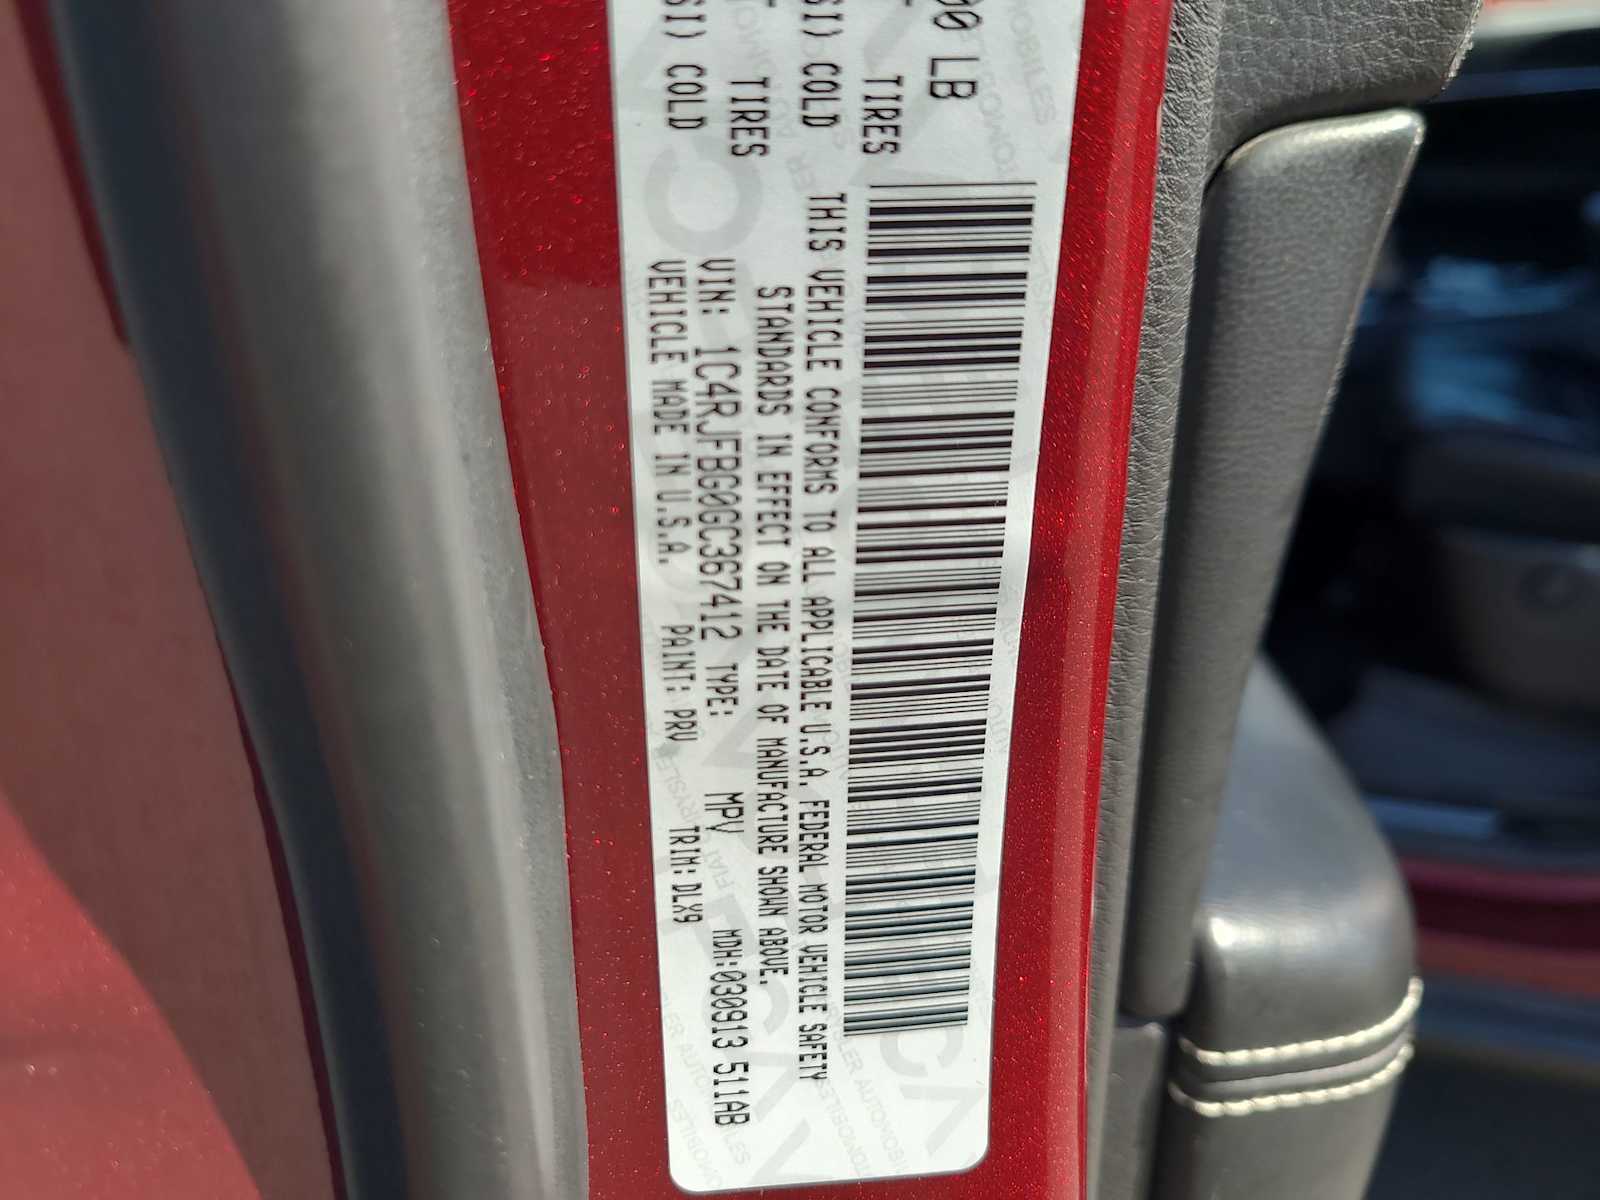 00 LB
T TIRES
SI) COLD
T TIRES
SI) COLD
THIS VEHICLE CONFORMS TO ALL APPLICABLE U.S.A. FEDERAL MOTOR VEHICLE SAFETY
STANDARDS IN EFFECT ON THE DATE OF MANUFACTURE SHOWN ABOVE.
VIN: 1C4RJFBG0GC367412 TYPE: MPV MDH:030913 511AB
VEHICLE MADE IN U.S.A. PAINT: PRV TRIM: DLX9